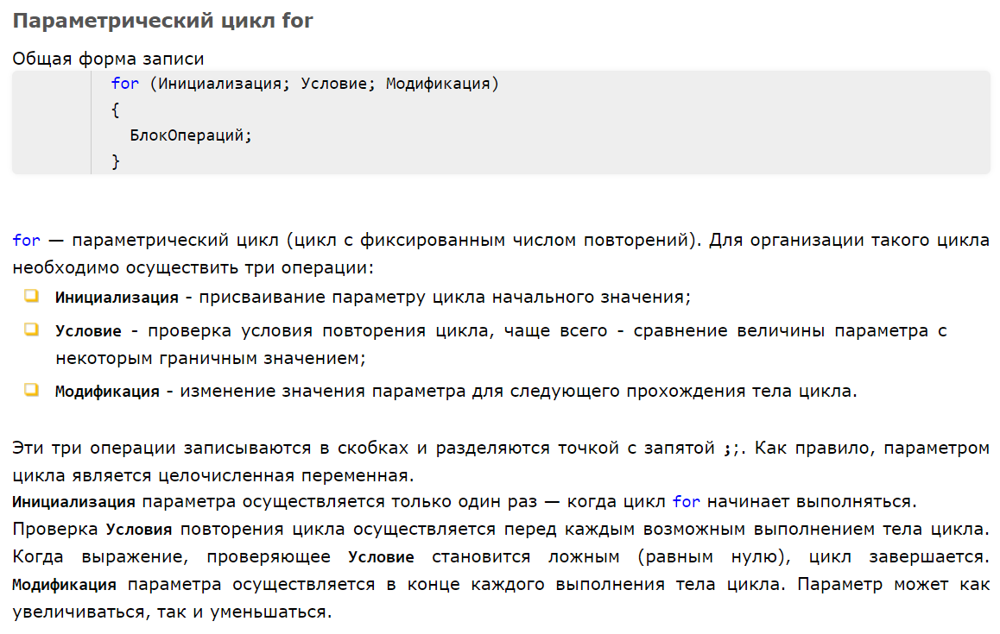 Параметрический цикл for
Общая форма записи
for (Инициализация; Условие; Модификация)
{
БлокОпераций;
}
for — параметрический цикл (цикл с фиксированным числом повторений). Для организации такого цикла
необходимо осуществить три операции:
Инициализация - присваивание параметру цикла начального значения;
Условие - проверка условия повторения цикла, чаще всего - сравнение величины параметра с
некоторым граничным значением;
Модификация - изменение значения параметра для следующего прохождения тела цикла.
Эти три операции записываются в скобках и разделяются точкой с запятой ;;. Как правило, параметром
цикла является целочисленная переменная.
Инициализация параметра осуществляется только один раз — когда цикл for начинает выполняться.
Проверка Условия повторения цикла осуществляется перед каждым возможным выполнением тела цикла.
Когда выражение, проверяющее Условие становится ложным (равным нулю), цикл завершается.
Модификация параметра осуществляется в конце каждого выполнения тела цикла. Параметр может как
увеличиваться, так и уменьшаться.